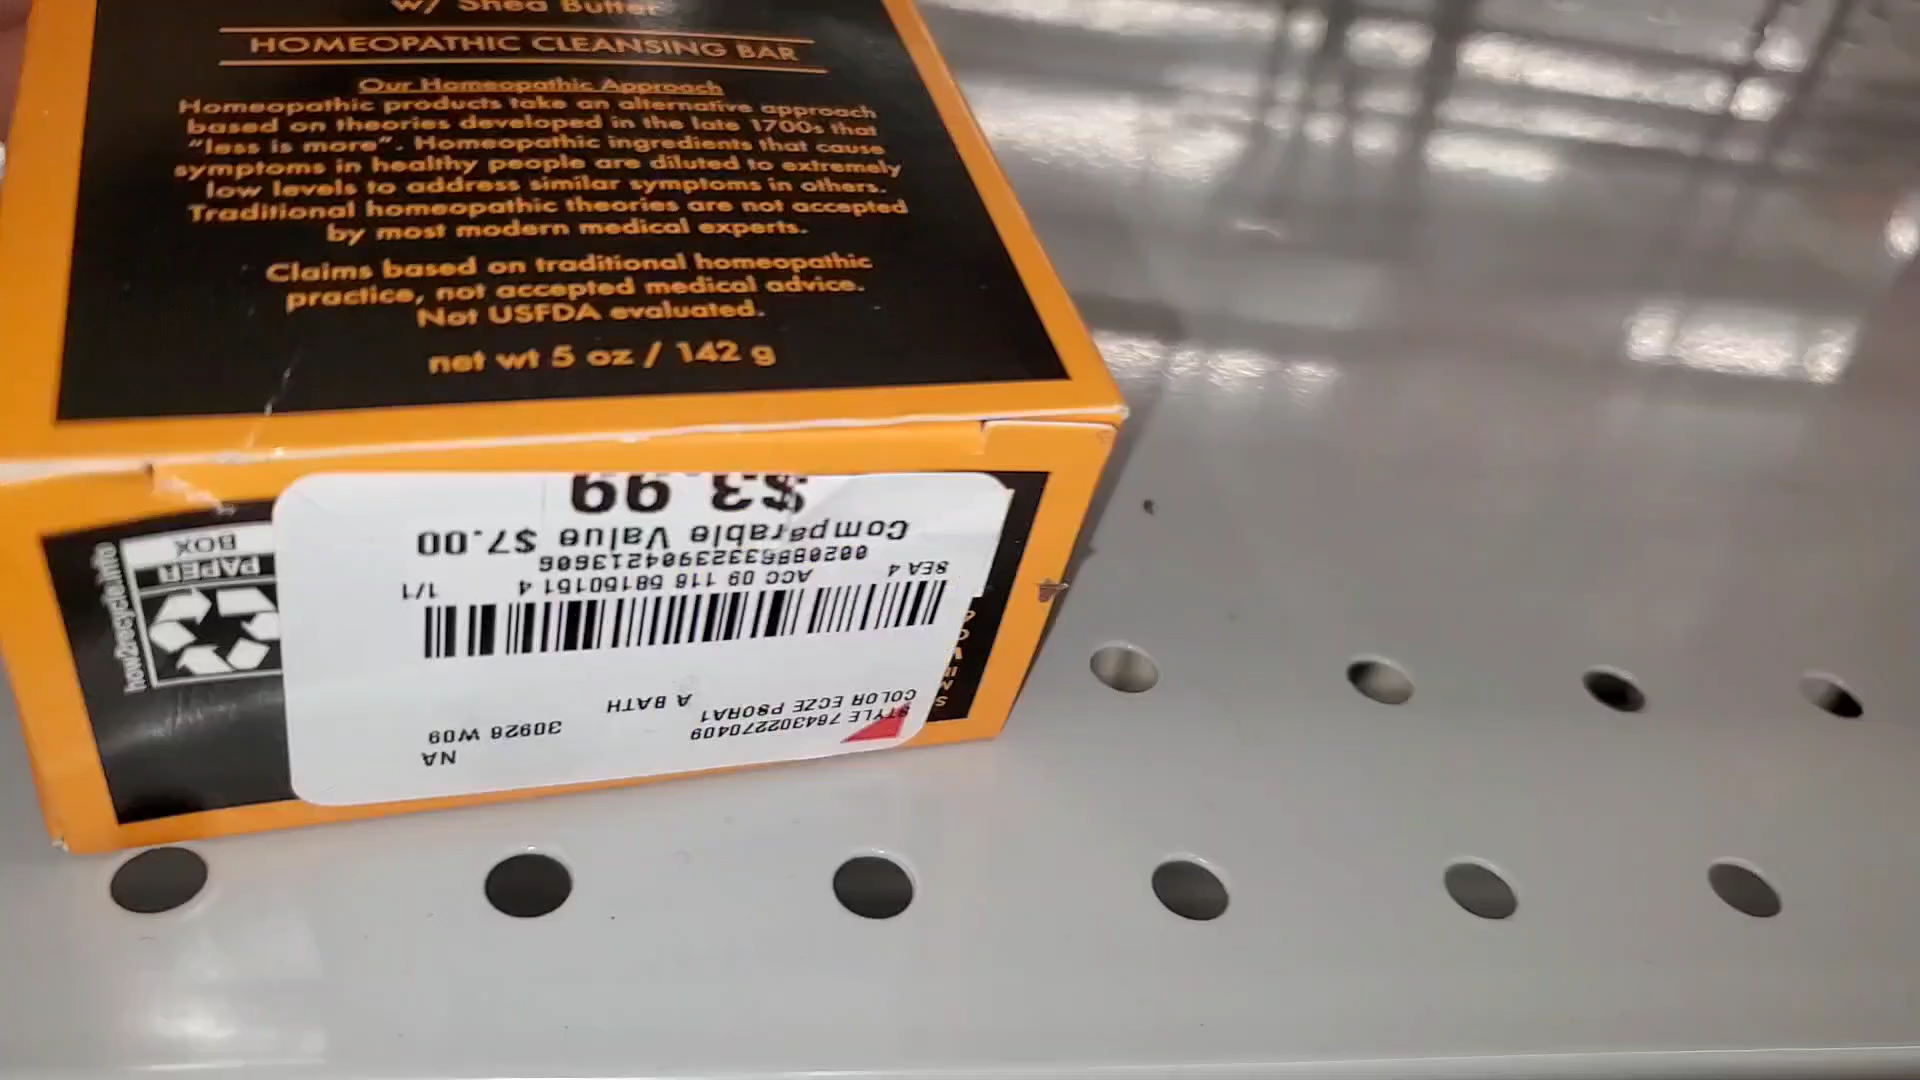 w/ Shea Butter
HOMEOPATHIC CLEANSING BAR
Our Homeopathic Approach
Homeopathic products take an alternative approach
based on theories developed in the late 1700s that
"less is more". Homeopathic ingredients that cause
symptoms in healthy people are diluted to extremely
low levels to address similar symptoms in others.
Traditional homeopathic theories are not accepted
by most modern medical experts.
Claims based on traditional homeopathic
practice, not accepted medical advice.
Not USFDA evaluated.
net wt 5 oz / 142 g
how2recycle.info
PAPER
BOX
NA
STYLE 784302270409 30928 W09
COLOR ECZE PSORA1 A BATH
SEA 4 ACC 09 116 58150151 4 1/1
Comparable Value $7.00
$3.99